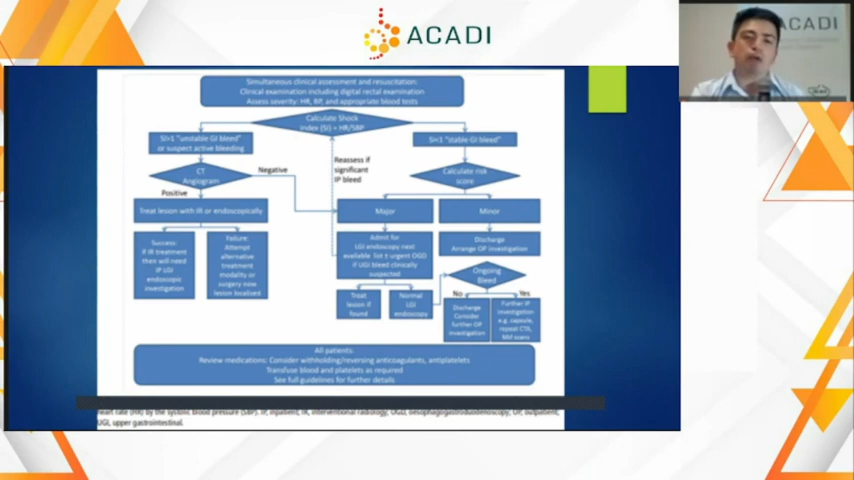 ACADI
ACADI
Simultaneous clinical assessment and resuscitation:
Clinical examination including digital rectal examination
Assess severity: HR, BP, and appropriate blood tests
Calculate Shock
index (SI) = HR/SBP
SI>1 "unstable GI bleed"
or suspect active bleeding
SI<1 "stable GI bleed"
CT
Angiogram
Negative
Positive
Reassess if
significant
IP bleed
Calculate risk
score
Treat lesion with IR or endoscopically
Major
Minor
Success:
if IR treatment
then will need
IP LGI
endoscopic
investigation
Failure:
Attempt
alternative
treatment
modality or
surgery now
lesion localised
Admit for
LGI endoscopy next
available list ± urgent OGD
if UGI bleed clinically
suspected
Discharge
Arrange OP investigation
Ongoing
Bleed
No
Yes
Treat
lesion if
found
Normal
LGI
endoscopy
Discharge
Consider
further OP
investigation
Further IP
investigation
e.g. capsule,
repeat CTA,
NM scans
All patients:
Review medications: Consider withholding/reversing anticoagulants, antiplatelets
Transfuse blood and platelets as required
See full guidelines for further details
heart rate (HR) by the systolic blood pressure (SBP). IP, inpatient; IR, interventional radiology; OGD, oesophagogastroduodenoscopy; OP, outpatient;
UGI, upper gastrointestinal.